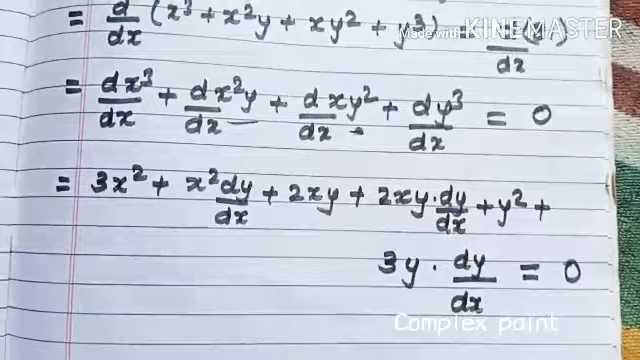 Made with KINEMASTER
= d/dx (x³ + x²y + xy² + y³)
= dx³/dx + dx²y/dx + dxy²/dx + dy³/dx = 0
= 3x² + x² dy/dx + 2xy + 2xy · dy/dx + y² +
3y · dy/dx = 0
Complex point